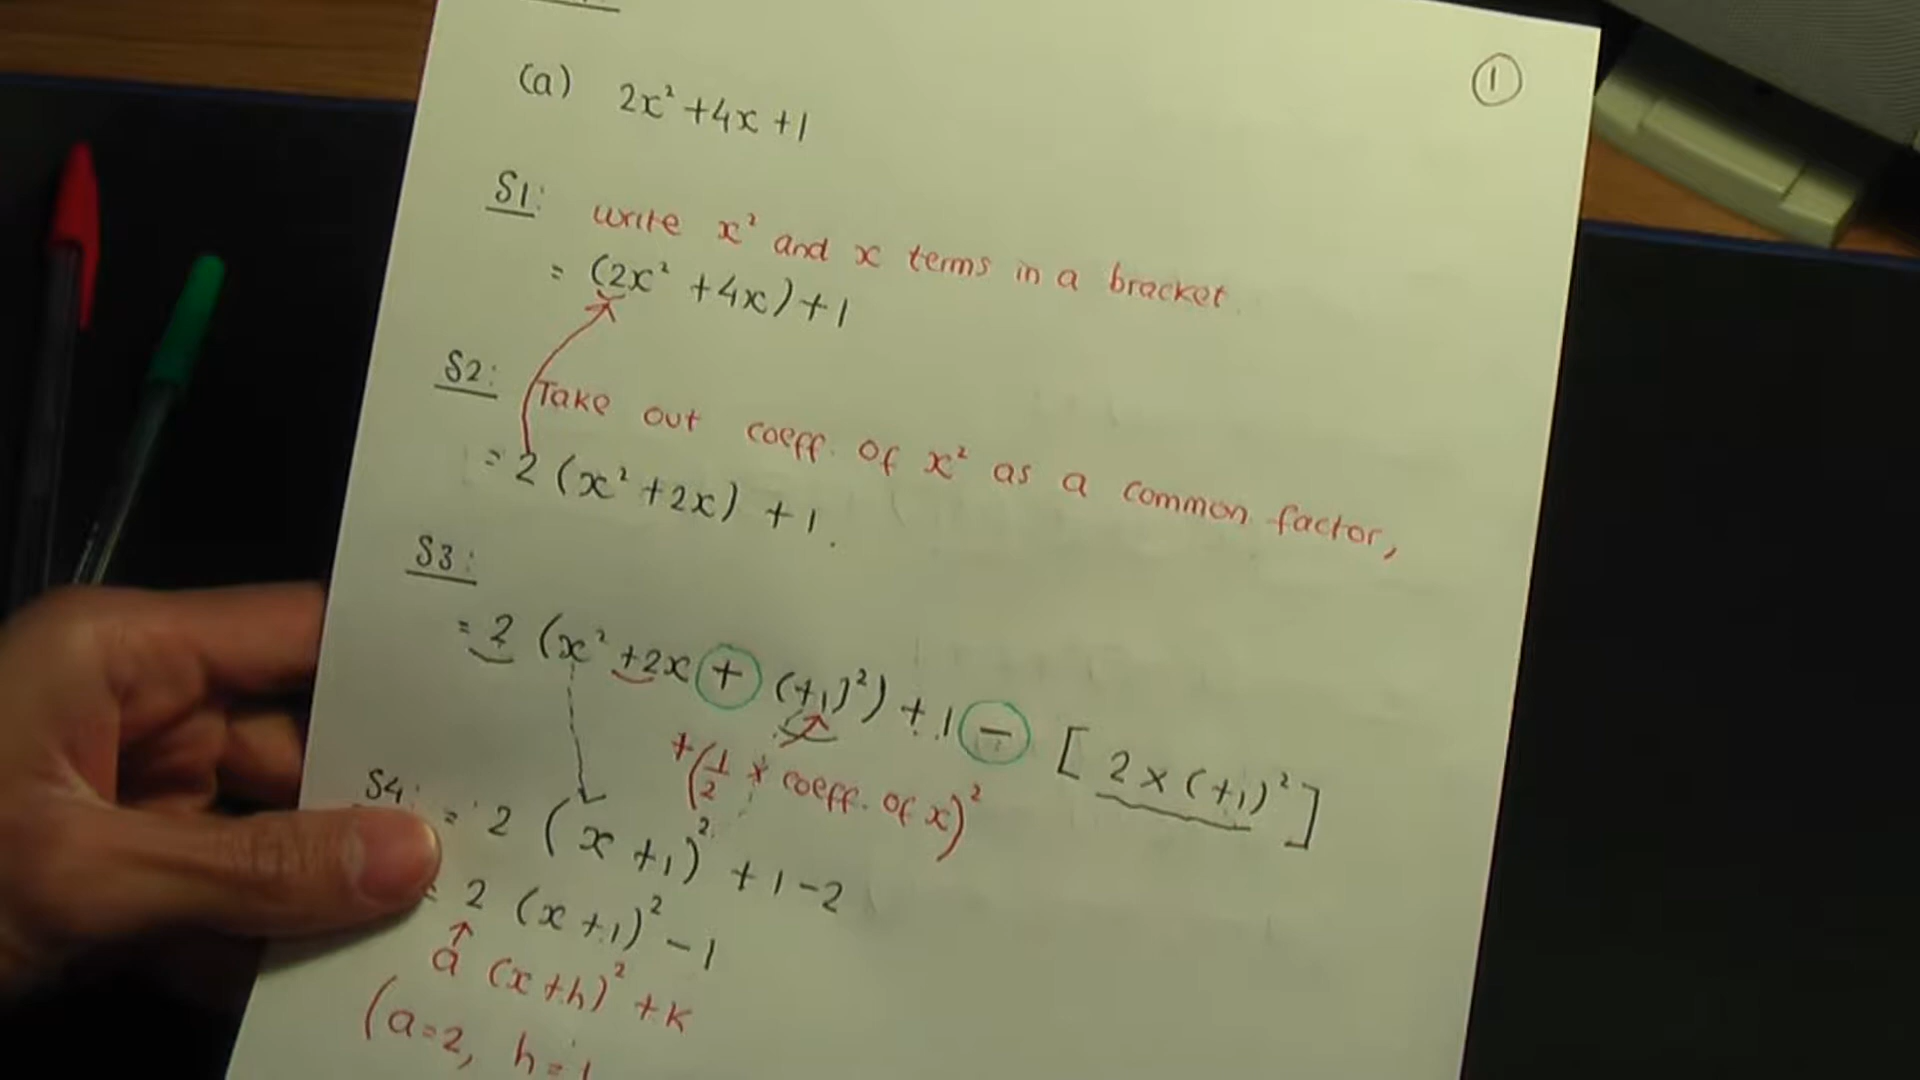 (a) 2x² +4x +1
①
S1: write x² and x terms in a bracket.
= (2x² +4x) +1
S2: Take out coeff. of x² as a common factor,
= 2 (x² +2x) +1.
S3:
= 2 (x² +2x + (+1)²) +1 - [2 × (+1)²]
+(1/2 × coeff. of x)²
S4: = 2 (x +1)² +1 -2
= 2 (x +1)² -1
a (x +h)² +k
(a=2, h=1